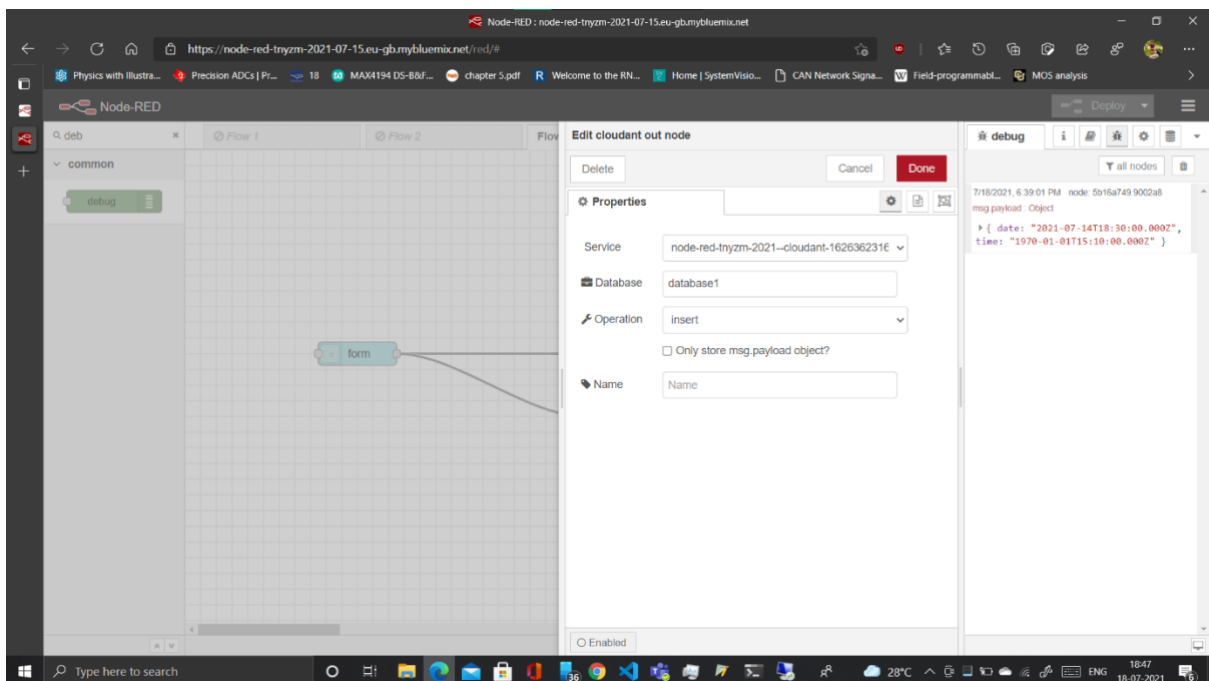 Node-RED : node-red-tnyzm-2021-07-15.eu-gb.mybluemix.net
https://node-red-tnyzm-2021-07-15.eu-gb.mybluemix.net/red/#
Physics with Illustra... Precision ADCs | Pr... 18 MAX4194 DS-B&F... chapter 5.pdf Welcome to the RN... Home | SystemVisio... CAN Network Signa... Field-programmabl... MOS analysis
Node-RED Deploy
deb Flow 1 Flow 2 Flow Edit cloudant out node debug
common
Delete Cancel Done all nodes
debug Properties
7/18/2021, 6:39:01 PM node: 5b16a749.9002a8
msg.payload : Object
{ date: "2021-07-14T18:30:00.000Z",
time: "1970-01-01T15:10:00.000Z" }
Service node-red-tnyzm-2021--cloudant-1626362316
Database database1
Operation insert
form Only store msg.payload object?
Name Name
Enabled
Type here to search 36 28°C ENG 18:47
18-07-2021 6